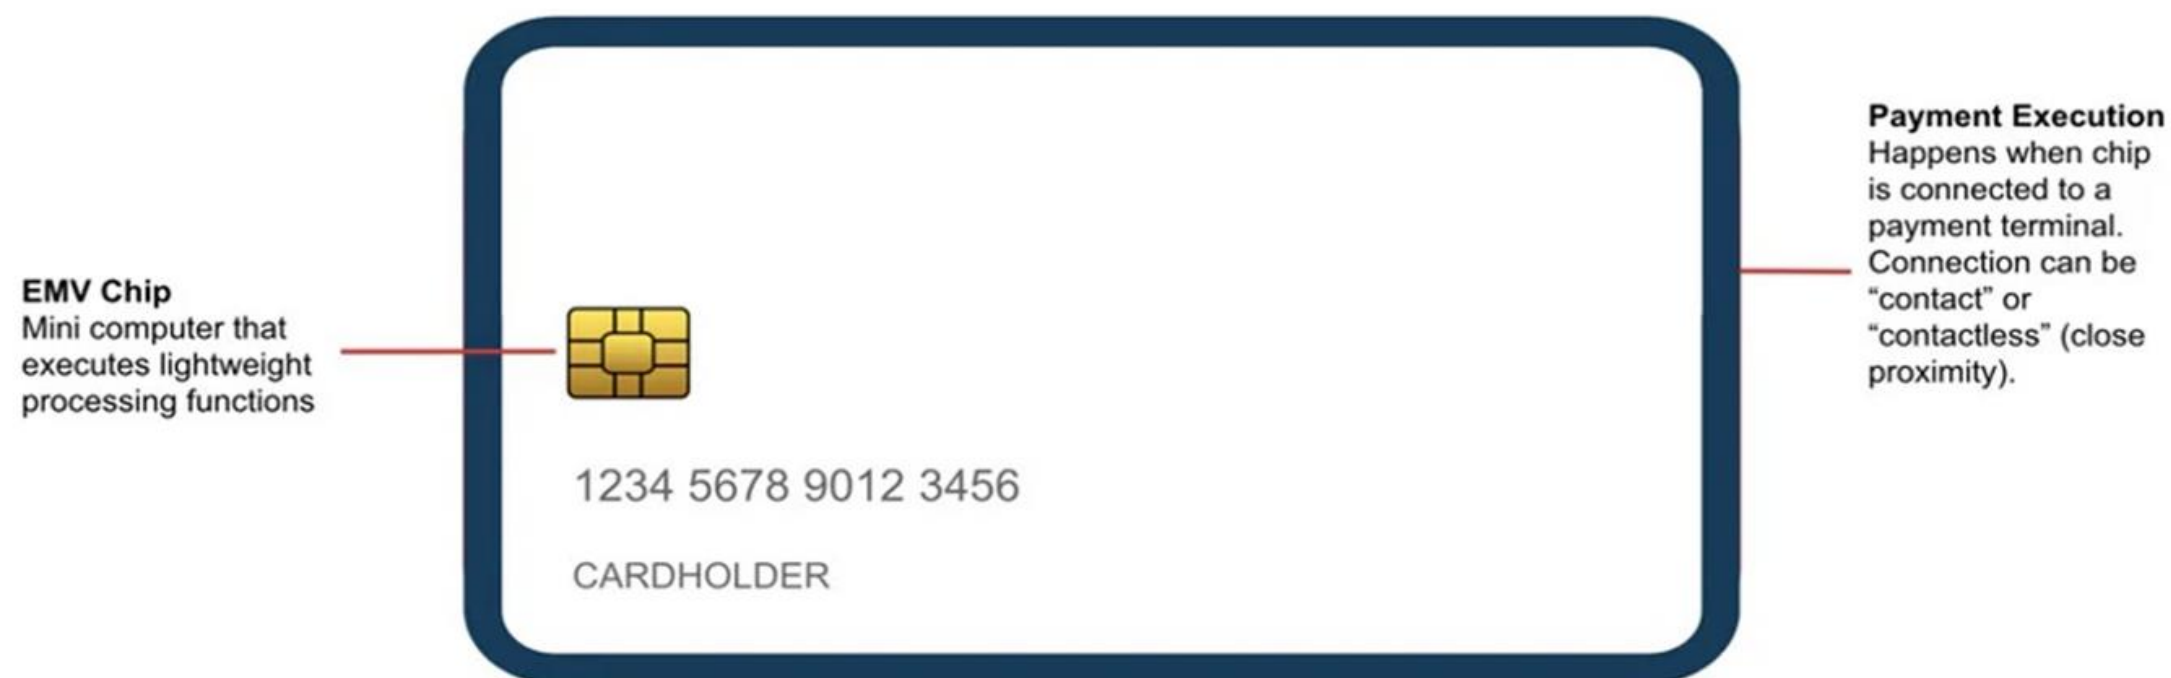 EMV Chip
Mini computer that
executes lightweight
processing functions
1234 5678 9012 3456
CARDHOLDER
Payment Execution
Happens when chip
is connected to a
payment terminal.
Connection can be
“contact” or
“contactless” (close
proximity).